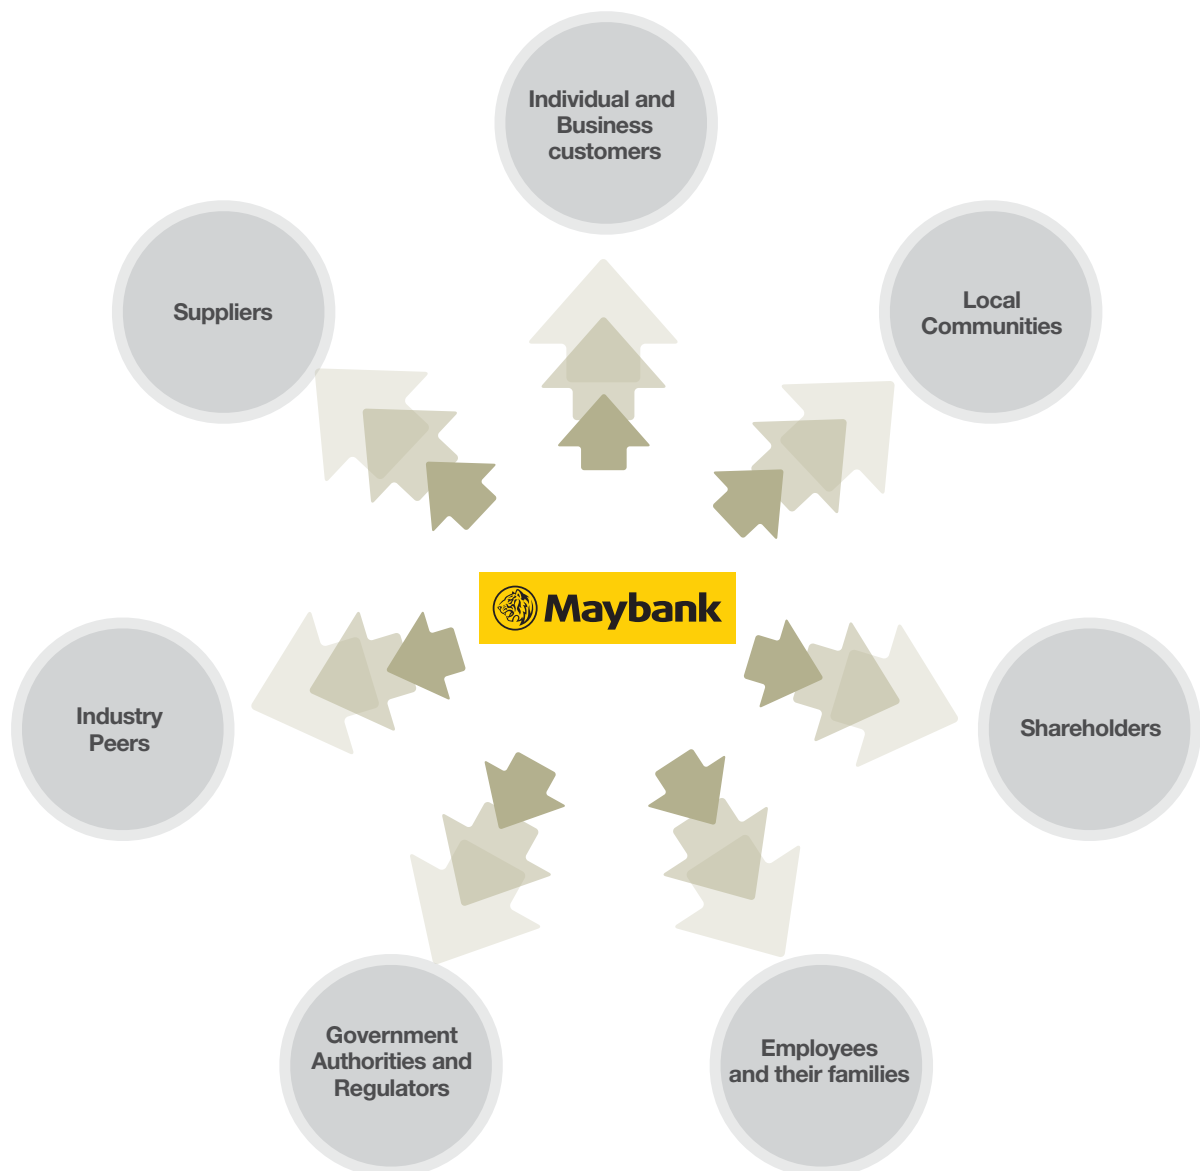 Individual and
Business
customers
Suppliers
Local
Communities
Maybank
Industry
Peers
Shareholders
Government
Authorities and
Regulators
Employees
and their families